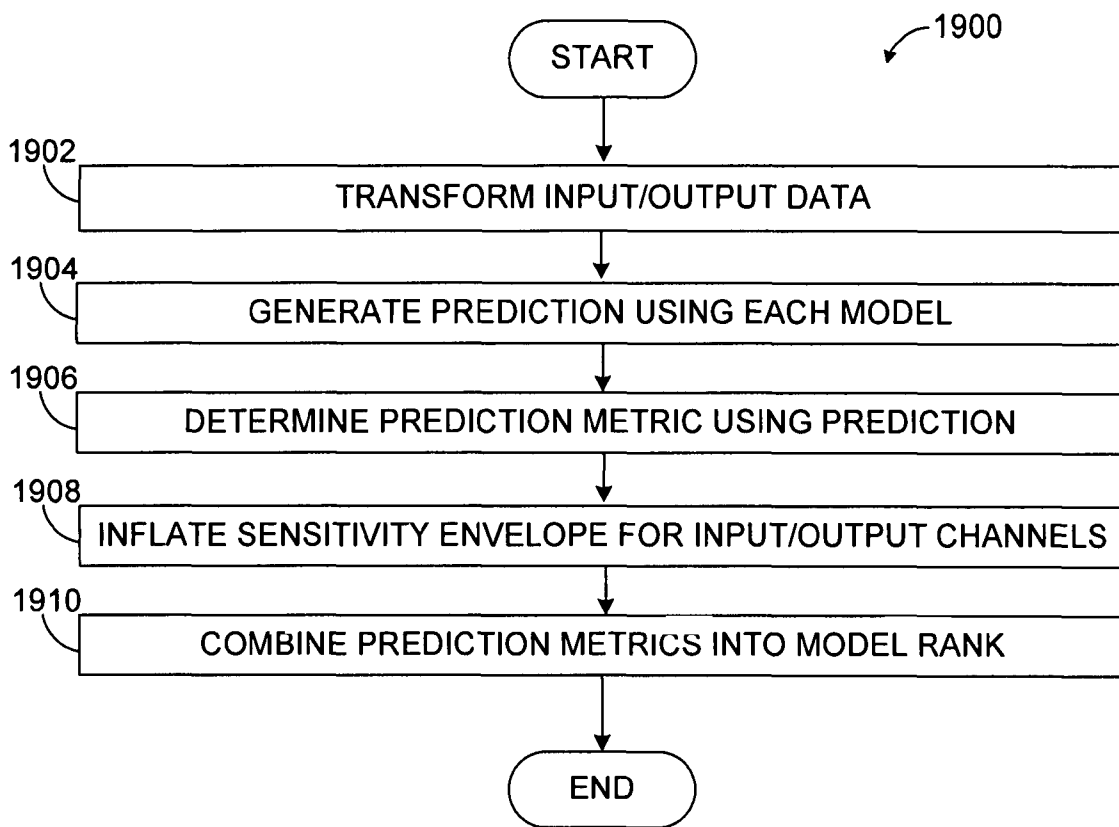 1900
START
1902
TRANSFORM INPUT/OUTPUT DATA
1904
GENERATE PREDICTION USING EACH MODEL
1906
DETERMINE PREDICTION METRIC USING PREDICTION
1908
INFLATE SENSITIVITY ENVELOPE FOR INPUT/OUTPUT CHANNELS
1910
COMBINE PREDICTION METRICS INTO MODEL RANK
END